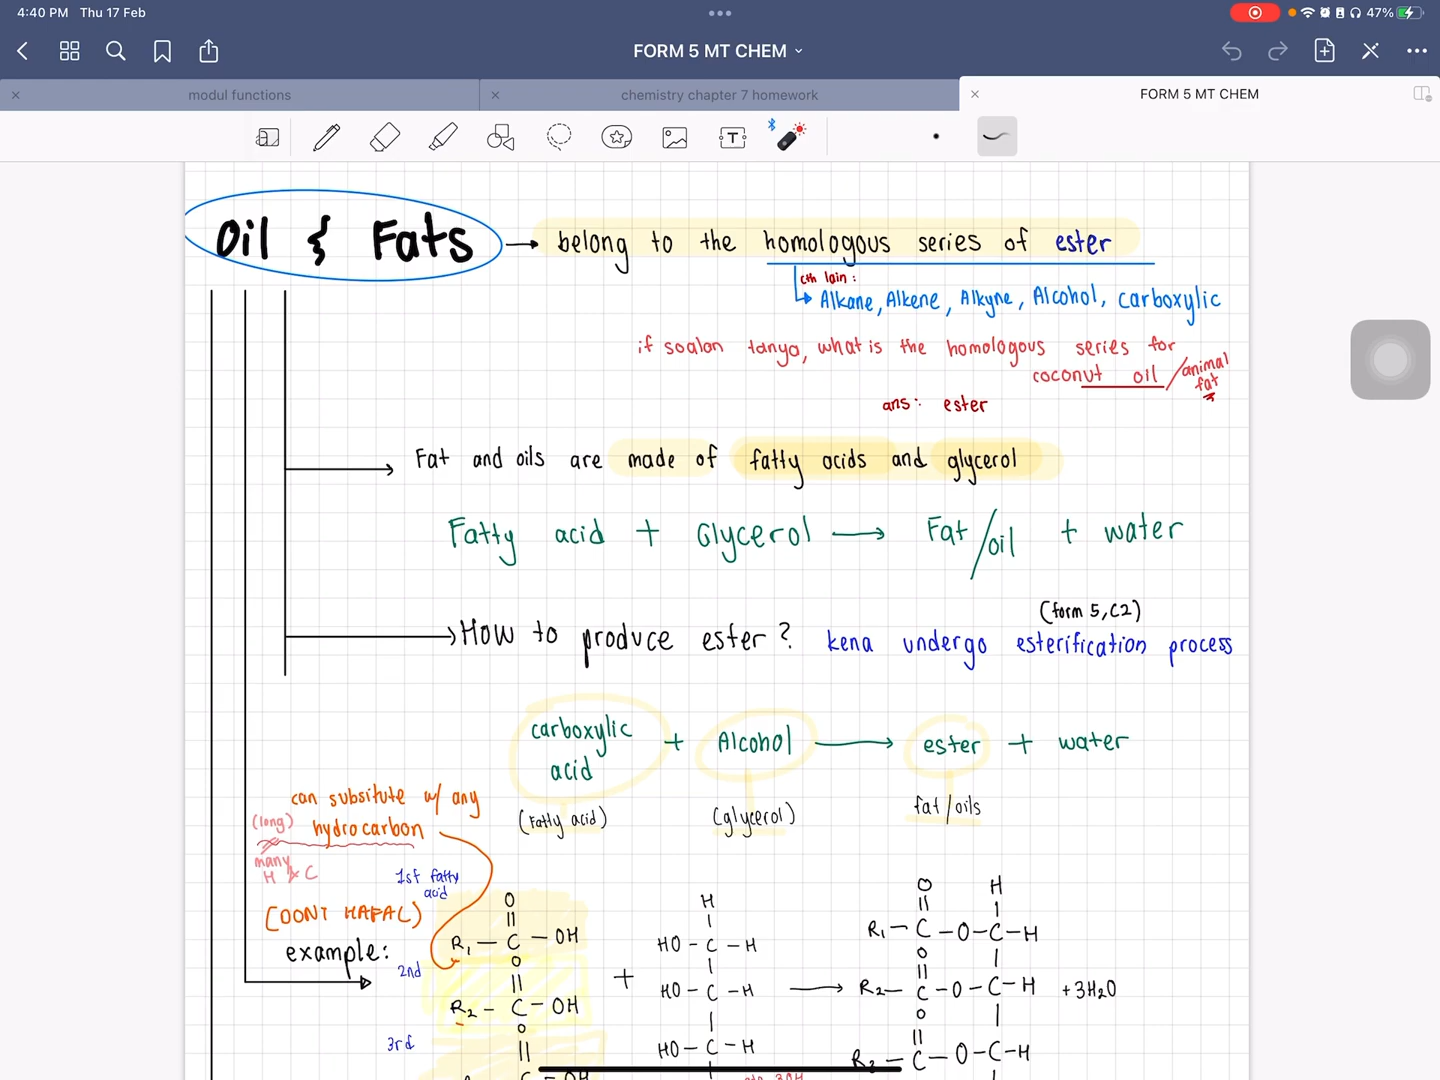 4:40 PM Thu 17 Feb
47%
FORM 5 MT CHEM
modul functions
chemistry chapter 7 homework
FORM 5 MT CHEM
Oil & Fats → belong to the homologous series of ester
cth lain:
Alkane, Alkene, Alkyne, Alcohol, carboxylic
if soalan tanya, what is the homologous series for
coconut oil / animal fat
ans: ester
Fat and oils are made of fatty acids and glycerol
Fatty acid + Glycerol → Fat/oil + water
(form 5, C2)
How to produce ester? kena undergo esterification process
carboxylic acid + Alcohol → ester + water
(Fatty acid) (glycerol) fat/oils
can subsitute w/ any
(long) hydrocarbon
many H & C
1st fatty acid
(DONT HAFAL)
example:
2nd
3rd
O H O H
R₁ — C — OH HO — C — H R₁ — C — O — C — H
O O
R₂ — C — OH + HO — C — H → R₂ — C — O — C — H + 3H₂O
O O
C — OH HO — C — H R₃ — C — O — C — H